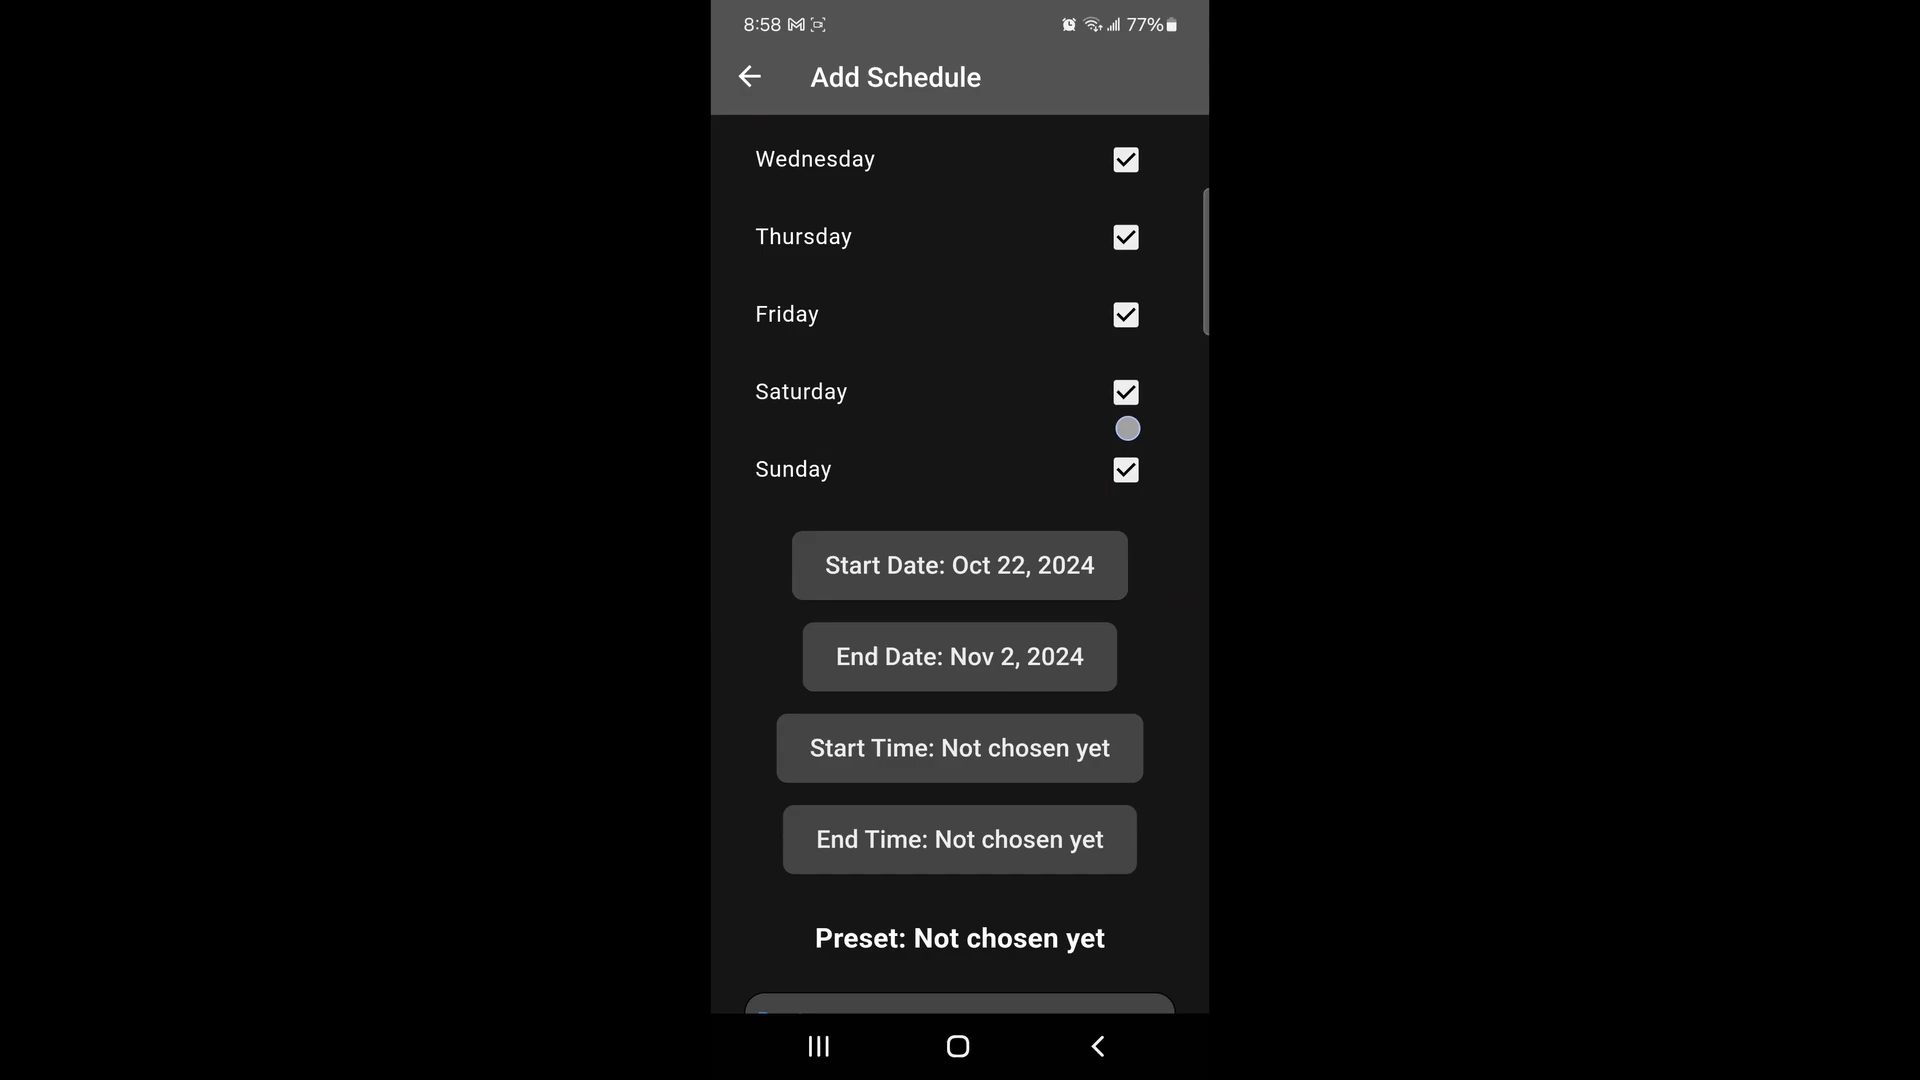 8:58 77%
Add Schedule
Wednesday
Thursday
Friday
Saturday
Sunday
Start Date: Oct 22, 2024
End Date: Nov 2, 2024
Start Time: Not chosen yet
End Time: Not chosen yet
Preset: Not chosen yet